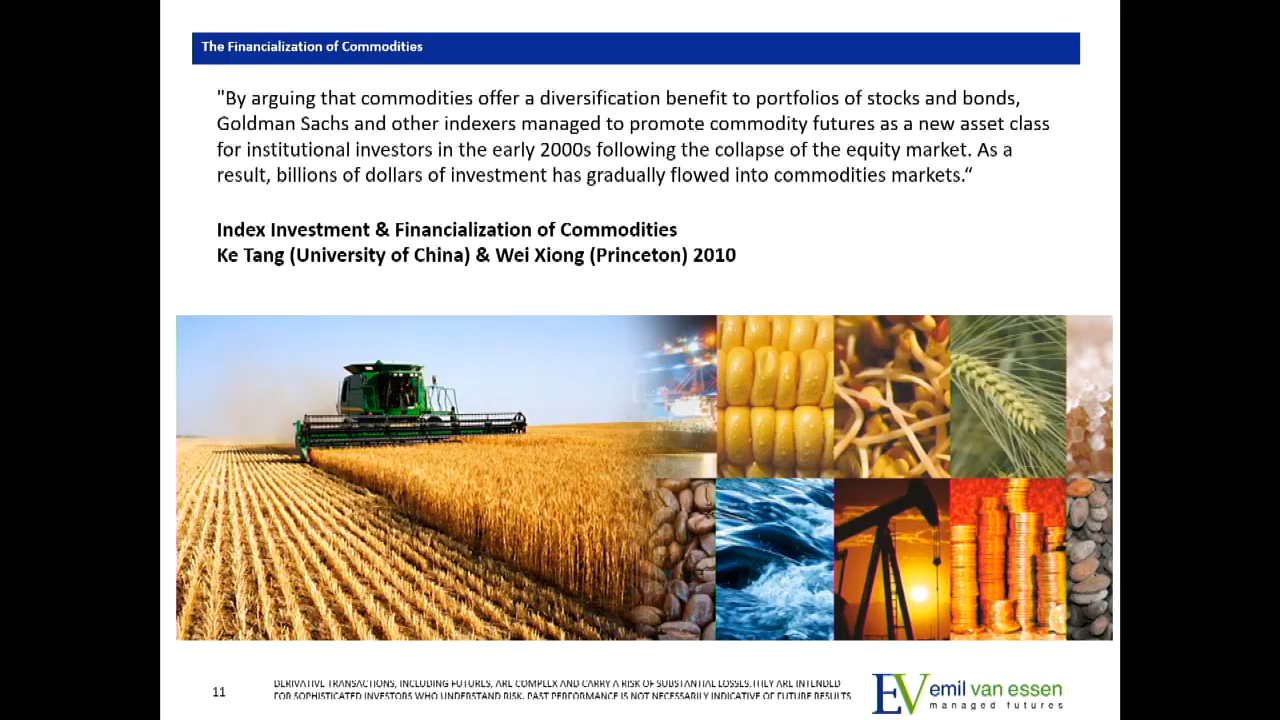 The Financialization of Commodities
"By arguing that commodities offer a diversification benefit to portfolios of stocks and bonds,
Goldman Sachs and other indexers managed to promote commodity futures as a new asset class
for institutional investors in the early 2000s following the collapse of the equity market. As a
result, billions of dollars of investment has gradually flowed into commodities markets.“
Index Investment & Financialization of Commodities
Ke Tang (University of China) & Wei Xiong (Princeton) 2010
11
DERIVATIVE TRANSACTIONS, INCLUDING FUTURES, ARE COMPLEX AND CARRY A RISK OF SUBSTANTIAL LOSSES.THEY ARE INTENDED
FOR SOPHISTICATED INVESTORS WHO UNDERSTAND RISK. PAST PERFORMANCE IS NOT NECESSARILY INDICATIVE OF FUTURE RESULTS
EV emil van essen
managed futures